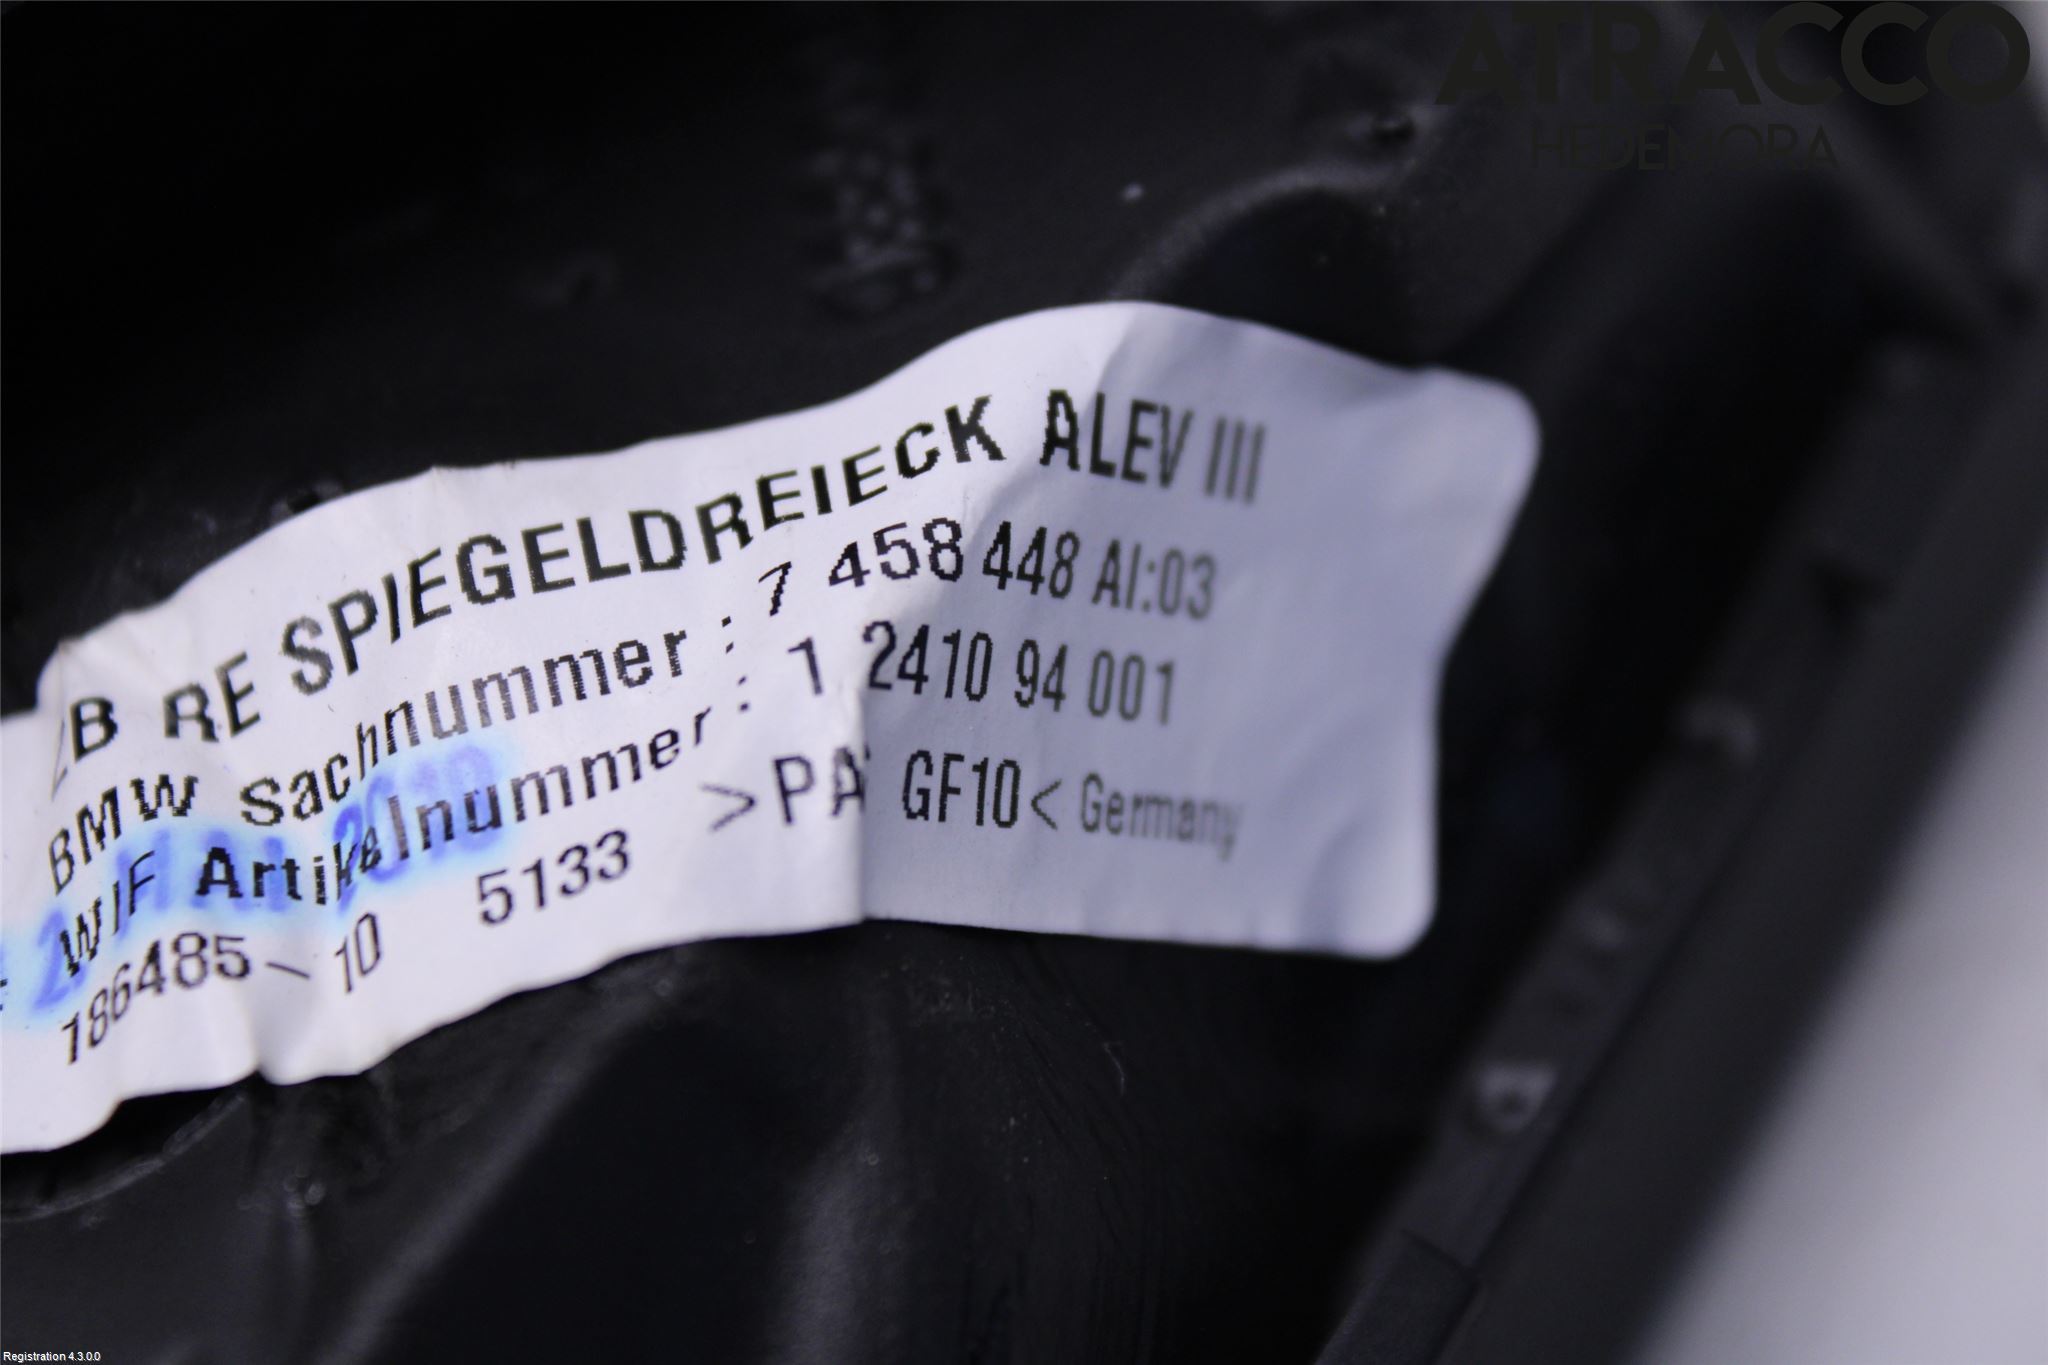 ATRACCO
HEDEMORA
ZB RE SPIEGELDREIECK ALEV III
BMW Sachnummer : 7 458 448 AI:03
WIF Artikelnummer : 1 2410 94 001
186485-10 5133 >PA GF10< Germany
Registration 4.3.0.0